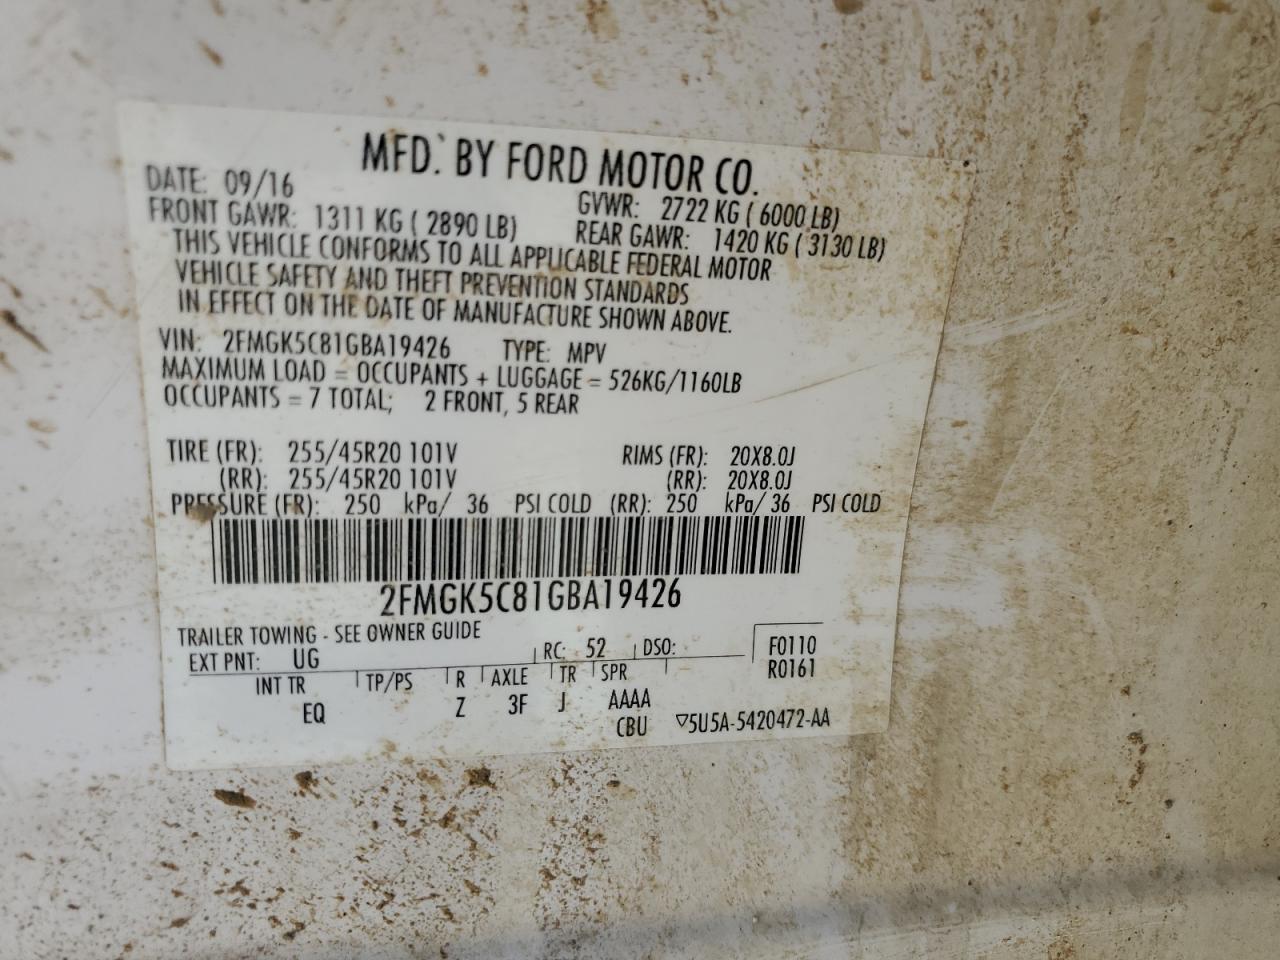 MFD. BY FORD MOTOR CO.
DATE: 09/16 GVWR: 2722 KG ( 6000 LB)
FRONT GAWR: 1311 KG ( 2890 LB) REAR GAWR: 1420 KG ( 3130 LB)
THIS VEHICLE CONFORMS TO ALL APPLICABLE FEDERAL MOTOR
VEHICLE SAFETY AND THEFT PREVENTION STANDARDS
IN EFFECT ON THE DATE OF MANUFACTURE SHOWN ABOVE.
VIN: 2FMGK5C81GBA19426 TYPE: MPV
MAXIMUM LOAD = OCCUPANTS + LUGGAGE = 526KG/1160LB
OCCUPANTS = 7 TOTAL; 2 FRONT, 5 REAR
TIRE (FR): 255/45R20 101V RIMS (FR): 20X8.0J
(RR): 255/45R20 101V (RR): 20X8.0J
PRESSURE (FR): 250 kPa/ 36 PSI COLD (RR): 250 kPa/ 36 PSI COLD
2FMGK5C81GBA19426
TRAILER TOWING - SEE OWNER GUIDE
EXT PNT: UG RC: 52 DSO: F0110
R0161
INT TR TP/PS R AXLE TR SPR
EQ Z 3F J AAAA
CBU ▽5U5A-5420472-AA